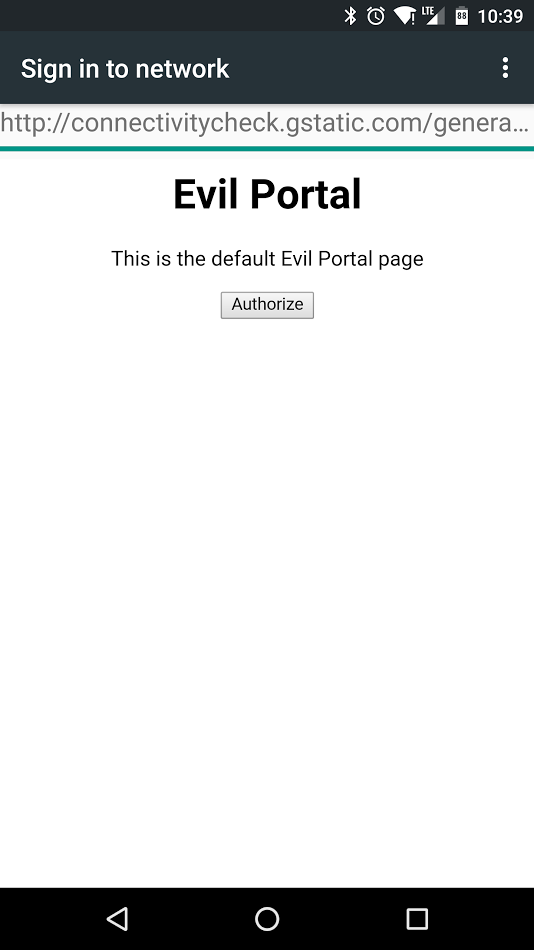 LTE 88 10:39
Sign in to network
http://connectivitycheck.gstatic.com/genera...
Evil Portal
This is the default Evil Portal page
Authorize